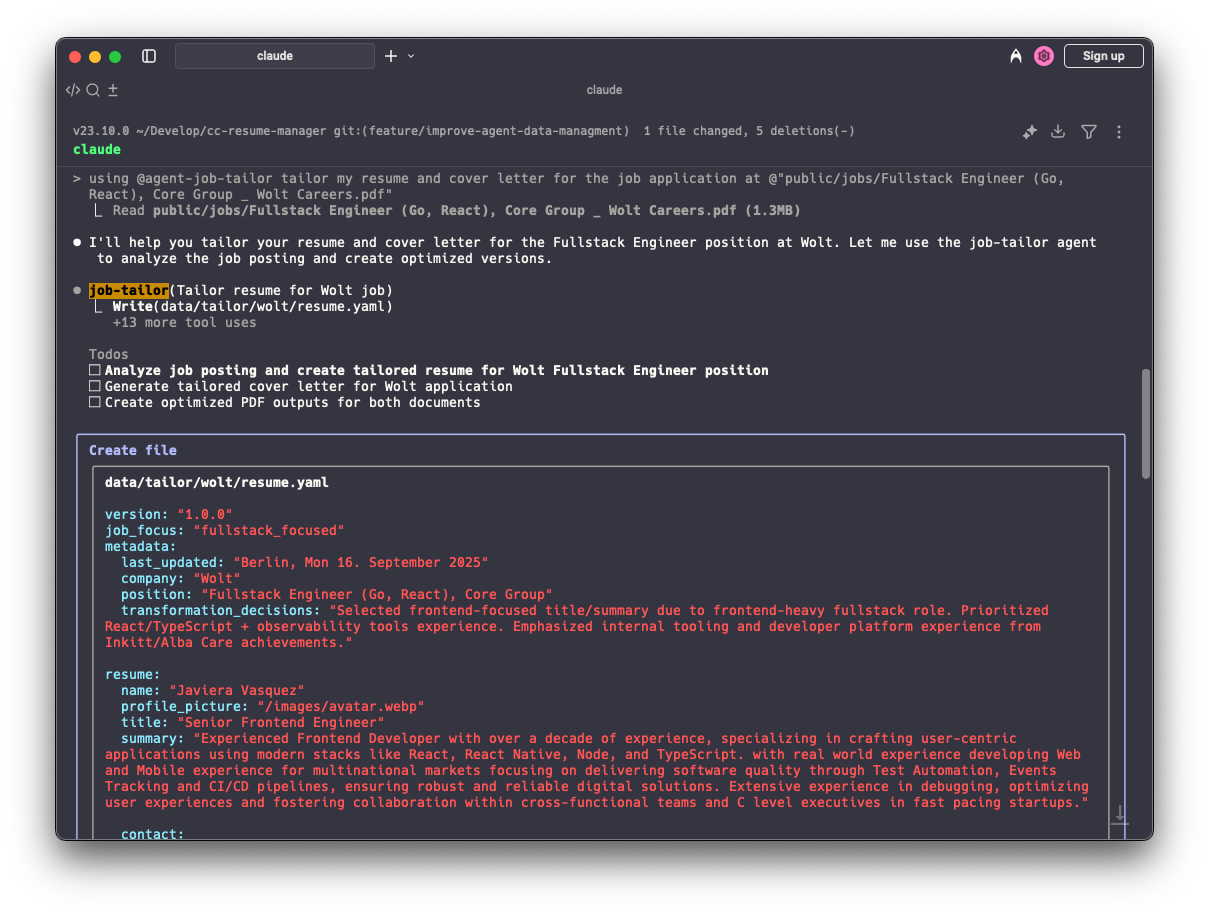 claude
Sign up
claude
v23.10.0 ~/Develop/cc-resume-manager git:(feature/improve-agent-data-managment) 1 file changed, 5 deletions(-)
claude
> using @agent-job-tailor tailor my resume and cover letter for the job application at @"public/jobs/Fullstack Engineer (Go,
React), Core Group _ Wolt Careers.pdf"
Read public/jobs/Fullstack Engineer (Go, React), Core Group _ Wolt Careers.pdf (1.3MB)
I'll help you tailor your resume and cover letter for the Fullstack Engineer position at Wolt. Let me use the job-tailor agent
to analyze the job posting and create optimized versions.
job-tailor(Tailor resume for Wolt job)
Write(data/tailor/wolt/resume.yaml)
+13 more tool uses
Todos
Analyze job posting and create tailored resume for Wolt Fullstack Engineer position
Generate tailored cover letter for Wolt application
Create optimized PDF outputs for both documents
Create file
data/tailor/wolt/resume.yaml
version: "1.0.0"
job_focus: "fullstack_focused"
metadata:
last_updated: "Berlin, Mon 16. September 2025"
company: "Wolt"
position: "Fullstack Engineer (Go, React), Core Group"
transformation_decisions: "Selected frontend-focused title/summary due to frontend-heavy fullstack role. Prioritized
React/TypeScript + observability tools experience. Emphasized internal tooling and developer platform experience from
Inkitt/Alba Care achievements."
resume:
name: "Javiera Vasquez"
profile_picture: "/images/avatar.webp"
title: "Senior Frontend Engineer"
summary: "Experienced Frontend Developer with over a decade of experience, specializing in crafting user-centric
applications using modern stacks like React, React Native, Node, and TypeScript. with real world experience developing Web
and Mobile experience for multinational markets focusing on delivering software quality through Test Automation, Events
Tracking and CI/CD pipelines, ensuring robust and reliable digital solutions. Extensive experience in debugging, optimizing
user experiences and fostering collaboration within cross-functional teams and C level executives in fast pacing startups."
contact: